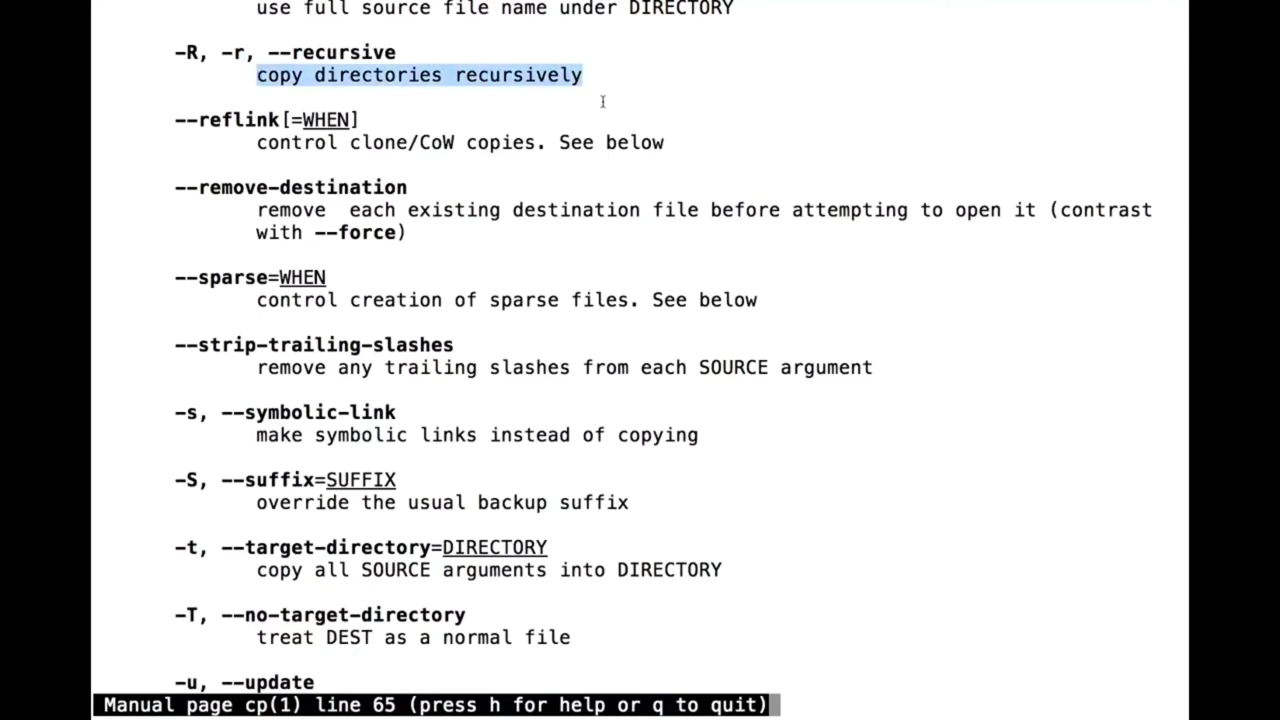 use full source file name under DIRECTORY
-R, -r, --recursive
copy directories recursively
--reflink[=WHEN]
control clone/CoW copies. See below
--remove-destination
remove  each existing destination file before attempting to open it (contrast
with --force)
--sparse=WHEN
control creation of sparse files. See below
--strip-trailing-slashes
remove any trailing slashes from each SOURCE argument
-s, --symbolic-link
make symbolic links instead of copying
-S, --suffix=SUFFIX
override the usual backup suffix
-t, --target-directory=DIRECTORY
copy all SOURCE arguments into DIRECTORY
-T, --no-target-directory
treat DEST as a normal file
-u, --update
Manual page cp(1) line 65 (press h for help or q to quit)